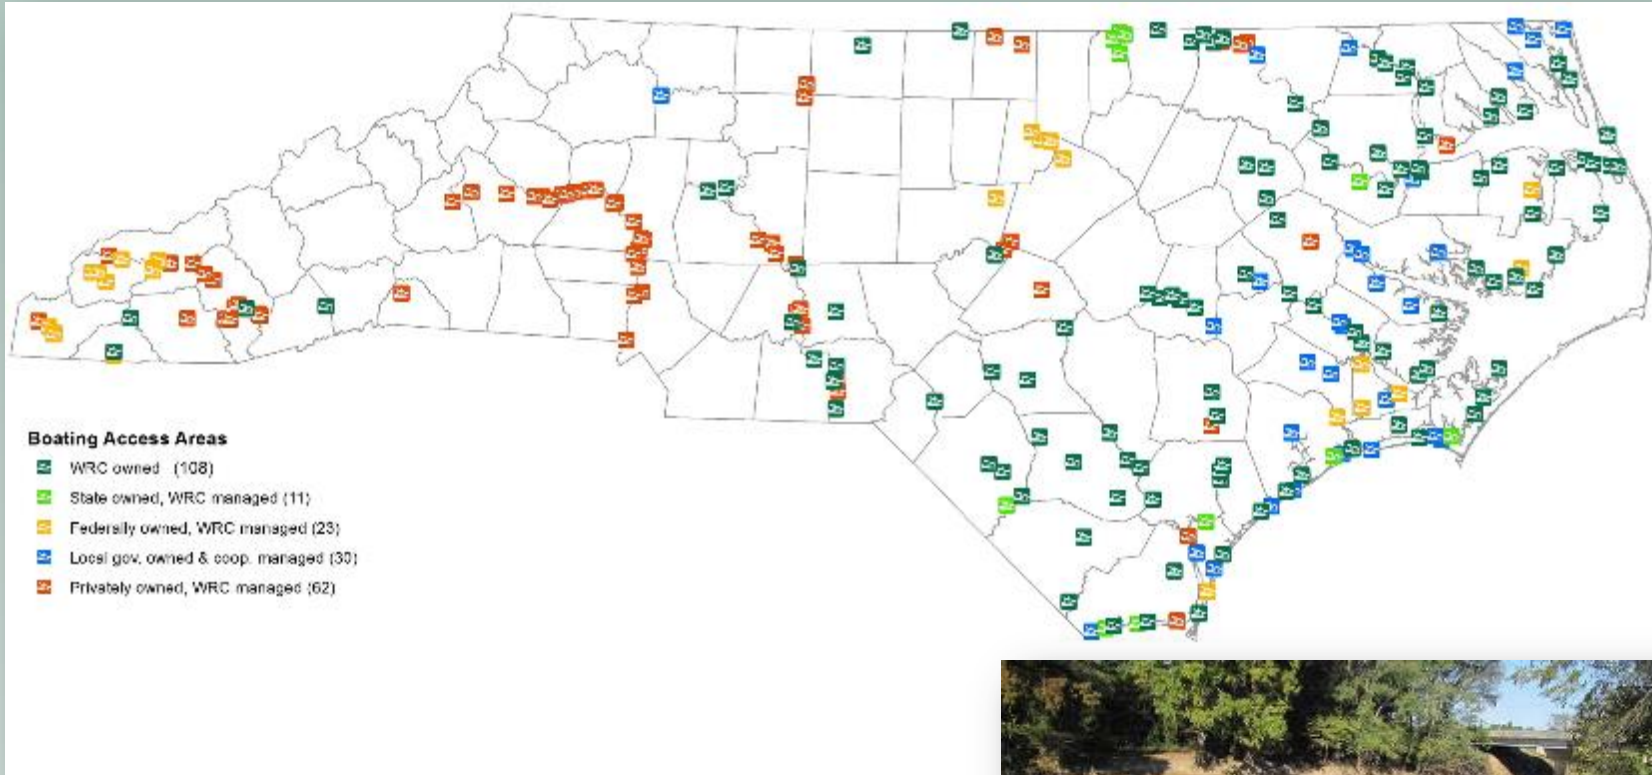 Boating Access Areas
WRC owned (108)
State owned, WRC managed (11)
Federally owned, WRC managed (23)
Local gov. owned & coop. managed (30)
Privately owned, WRC managed (62)